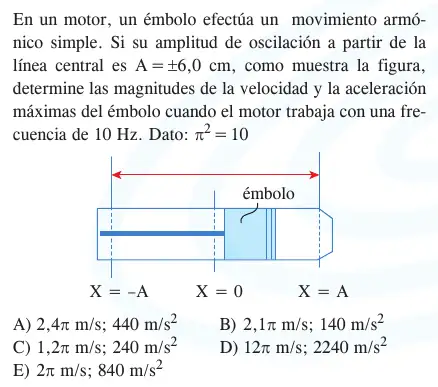 En un motor, un émbolo efectúa un movimiento armó-
nico simple. Si su amplitud de oscilación a partir de la
línea central es A = ±6,0 cm, como muestra la figura,
determine las magnitudes de la velocidad y la aceleración
máximas del émbolo cuando el motor trabaja con una fre-
cuencia de 10 Hz. Dato: π² = 10
émbolo
X = –A X = 0 X = A
A) 2,4π m/s; 440 m/s² B) 2,1π m/s; 140 m/s²
C) 1,2π m/s; 240 m/s² D) 12π m/s; 2240 m/s²
E) 2π m/s; 840 m/s²